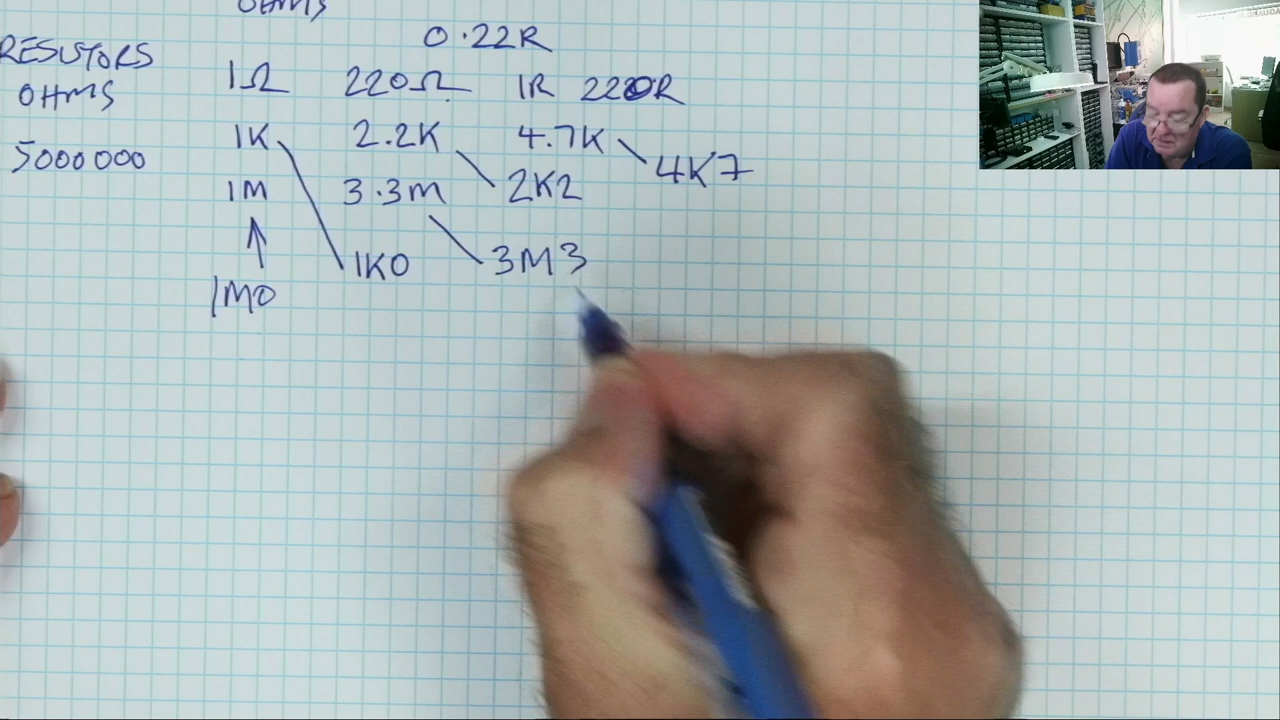 OHMS
0.22R
RESISTORS
OHMS
1Ω 220Ω 1R 220R
5000000
1K 2.2K 4.7K 4K7
1M 3.3M 2K2
1K0 3M3
1M0